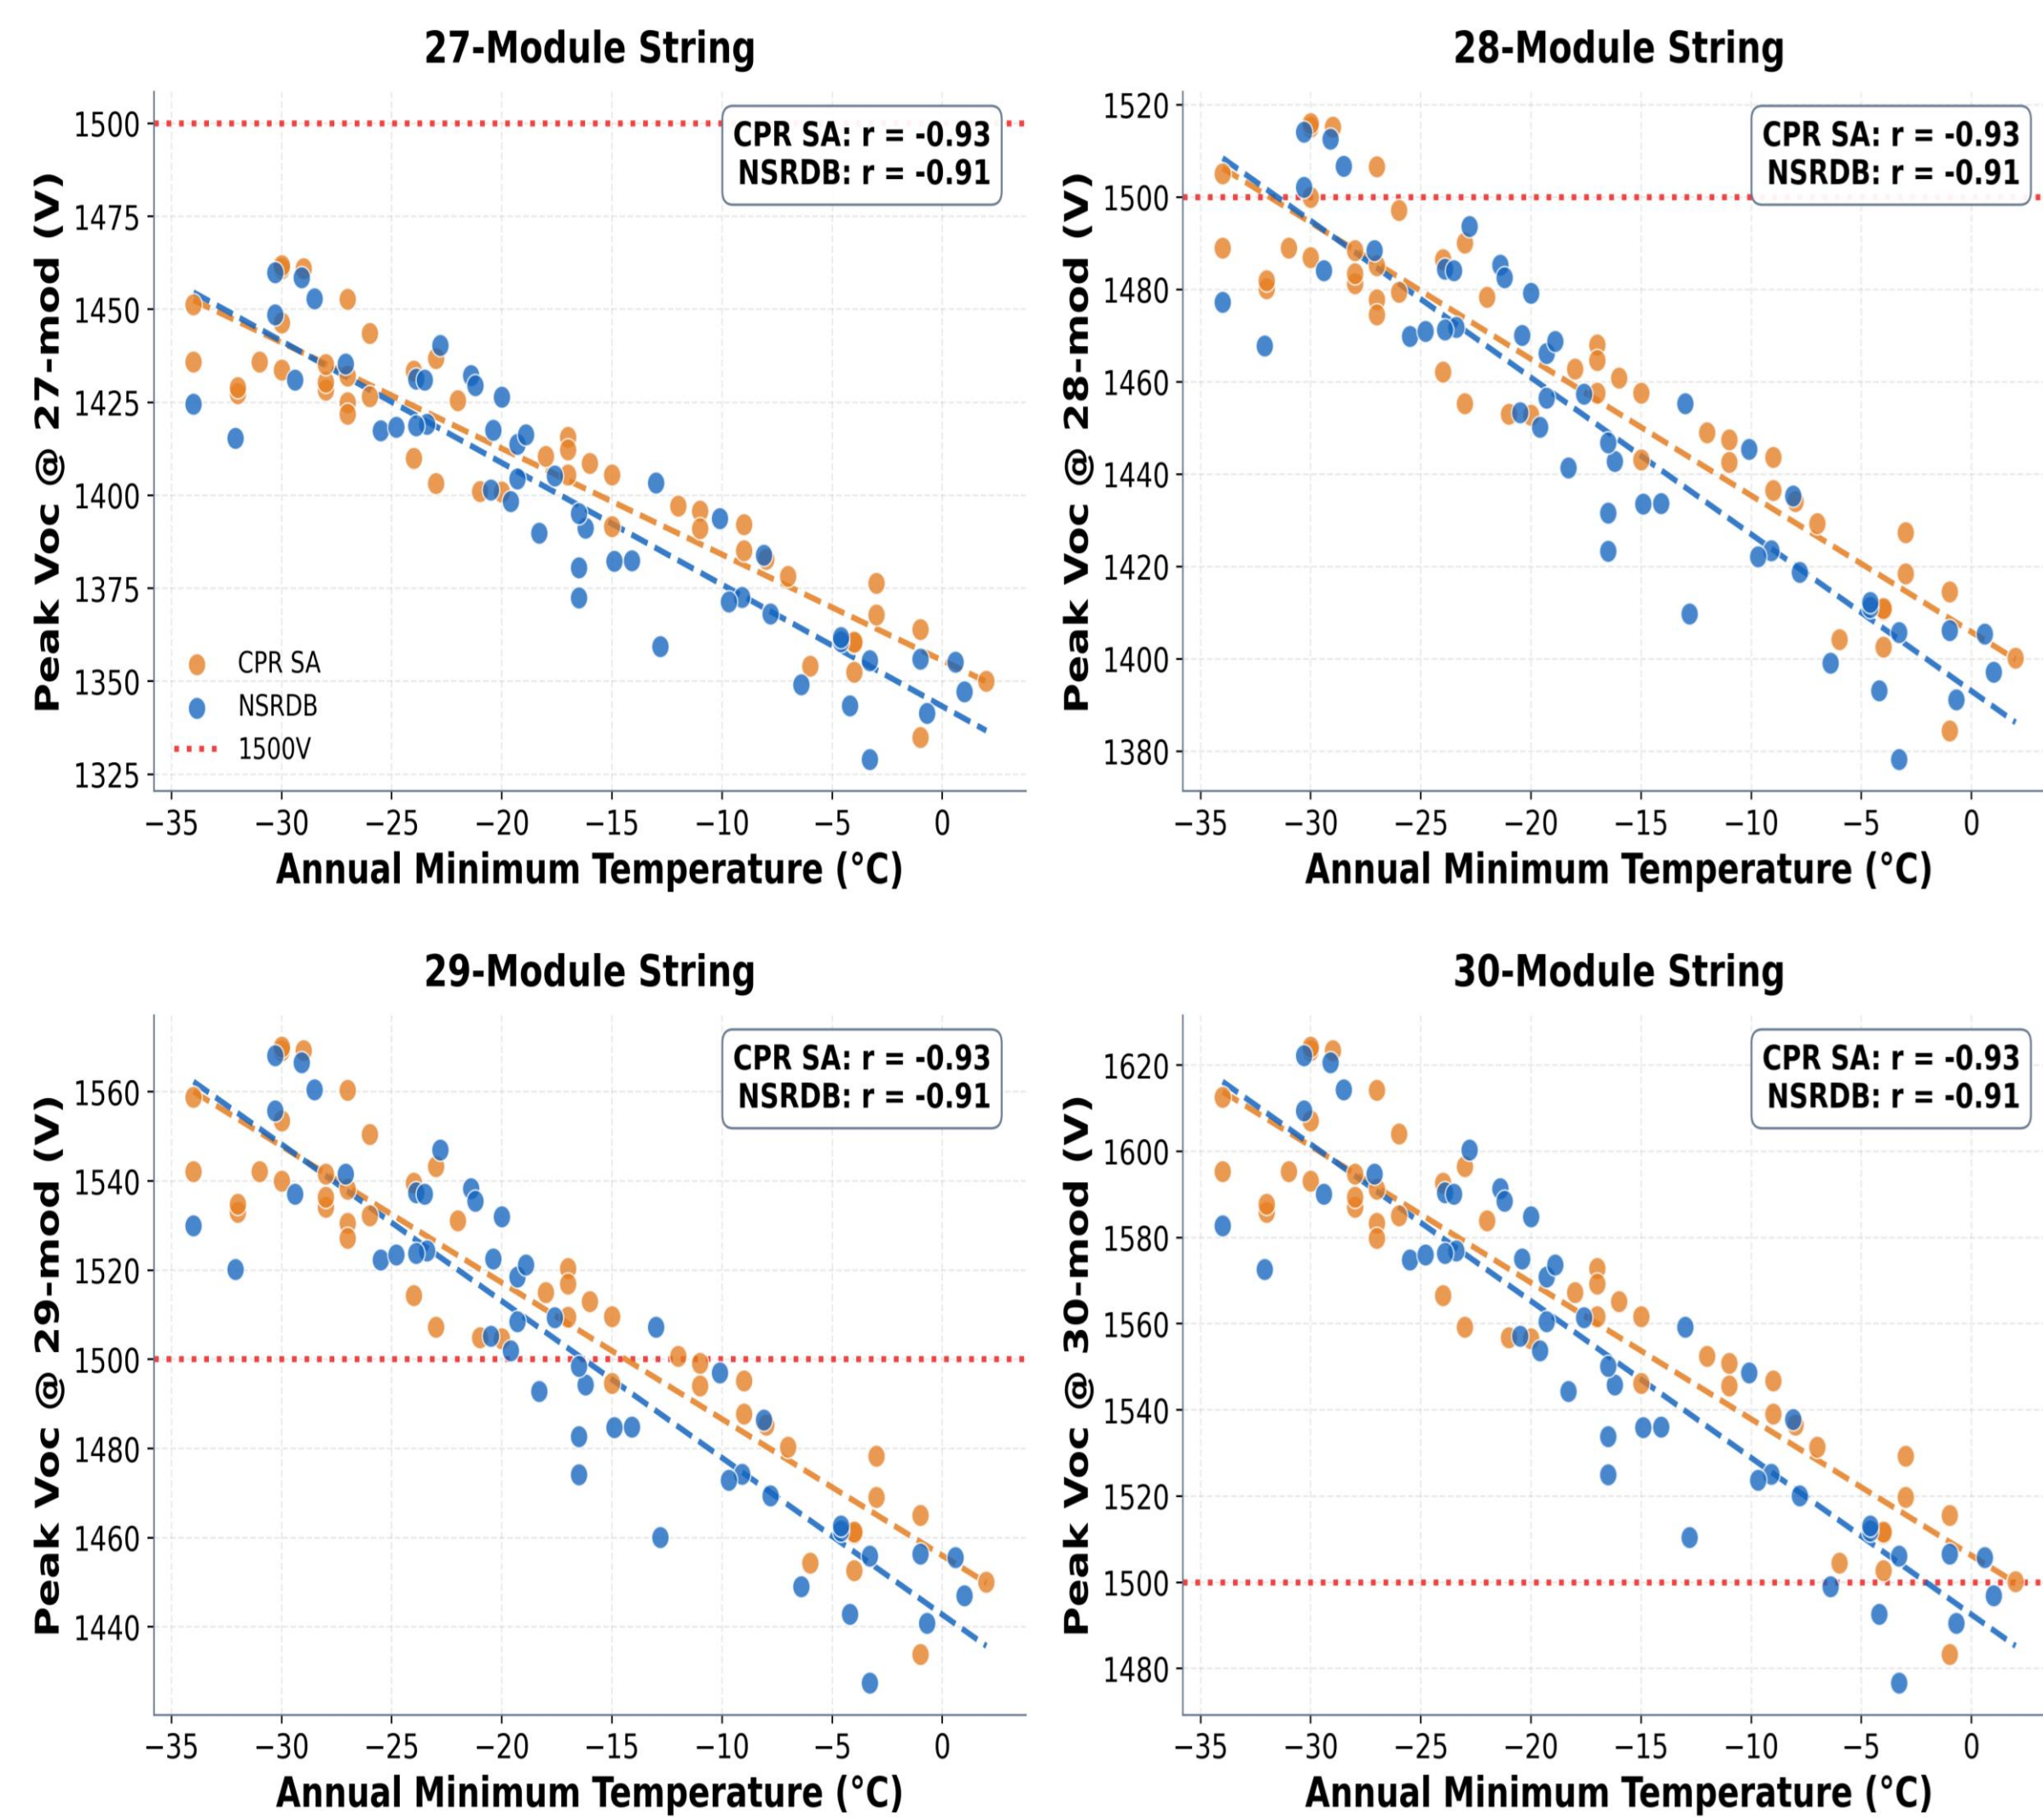 27-Module String
Peak Voc @ 27-mod (V)
1500
1475
1450
1425
1400
1375
1350
1325
CPR SA: r = -0.93
NSRDB: r = -0.91
CPR SA
NSRDB
1500V
−35 −30 −25 −20 −15 −10 −5 0
Annual Minimum Temperature (°C)
28-Module String
Peak Voc @ 28-mod (V)
1520
1500
1480
1460
1440
1420
1400
1380
CPR SA: r = -0.93
NSRDB: r = -0.91
−35 −30 −25 −20 −15 −10 −5 0
Annual Minimum Temperature (°C)
29-Module String
Peak Voc @ 29-mod (V)
1560
1540
1520
1500
1480
1460
1440
CPR SA: r = -0.93
NSRDB: r = -0.91
−35 −30 −25 −20 −15 −10 −5 0
Annual Minimum Temperature (°C)
30-Module String
Peak Voc @ 30-mod (V)
1620
1600
1580
1560
1540
1520
1500
1480
CPR SA: r = -0.93
NSRDB: r = -0.91
−35 −30 −25 −20 −15 −10 −5 0
Annual Minimum Temperature (°C)